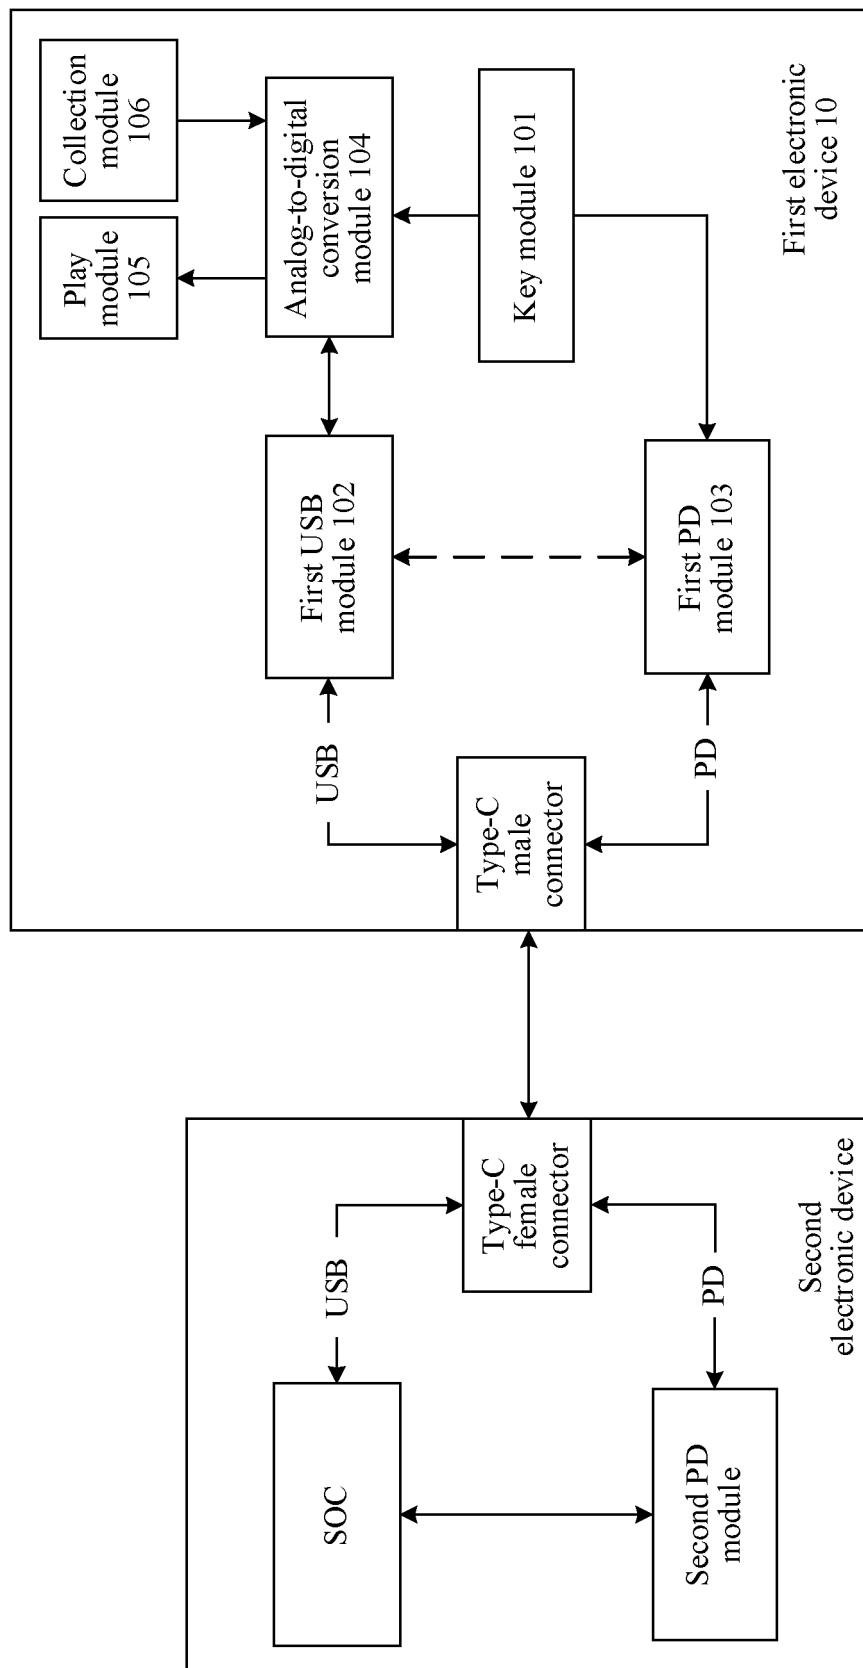 SOC
Second PD
module
USB
PD
Type-C
female
connector
Second
electronic device
Type-C
male
connector
USB
PD
First USB
module 102
First PD
module 103
Play
module
105
Collection
module
106
Analog-to-digital
conversion
module 104
Key module 101
First electronic
device 10